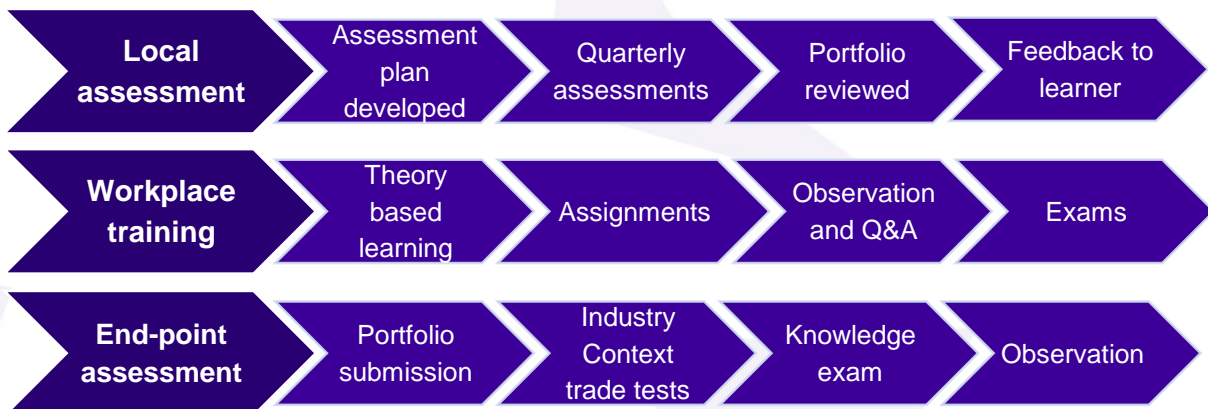 Local
assessment
Assessment
plan
developed
Quarterly
assessments
Portfolio
reviewed
Feedback to
learner
Workplace
training
Theory
based
learning
Assignments
Observation
and Q&A
Exams
End-point
assessment
Portfolio
submission
Industry
Context
trade tests
Knowledge
exam
Observation